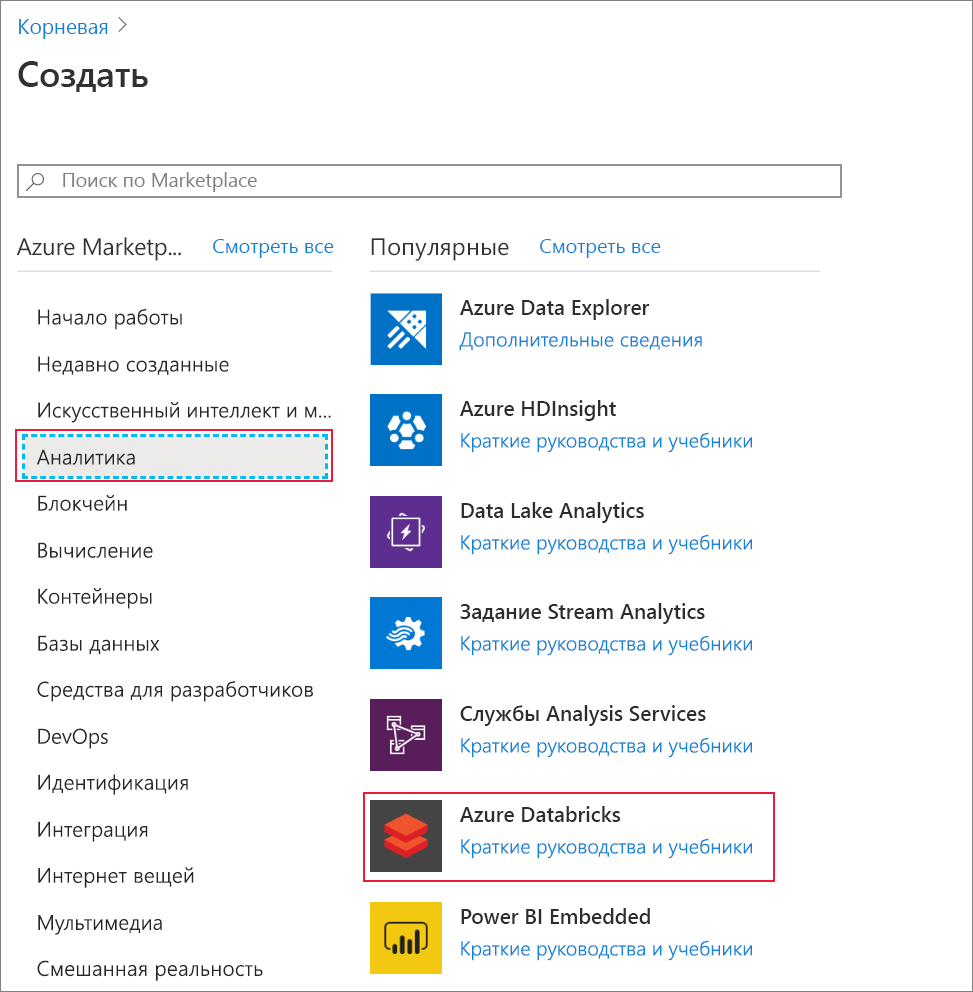 Корневая
Создать
Поиск по Marketplace
Azure Marketp...
Смотреть все
Начало работы
Недавно созданные
Искусственный интеллект и м...
Аналитика
Блокчейн
Вычисление
Контейнеры
Базы данных
Средства для разработчиков
DevOps
Идентификация
Интеграция
Интернет вещей
Мультимедиа
Смешанная реальность
Популярные
Смотреть все
Azure Data Explorer
Дополнительные сведения
Azure HDInsight
Краткие руководства и учебники
Data Lake Analytics
Краткие руководства и учебники
Задание Stream Analytics
Краткие руководства и учебники
Службы Analysis Services
Краткие руководства и учебники
Azure Databricks
Краткие руководства и учебники
Power BI Embedded
Краткие руководства и учебники